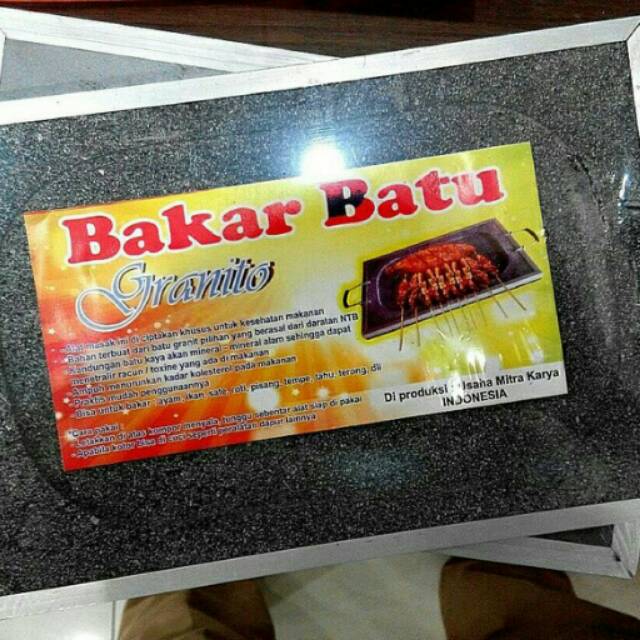 Bakar Batu
Granito
- Alat masak ini di ciptakan khusus untuk kesehatan makanan
- Bahan terbuat dari batu granit pilihan yang berasal dari daratan NTB
- Kandungan batu kaya akan mineral - mineral alam sehingga dapat
menetralir racun / toxine yang ada di makanan
- Ampuh menurunkan kadar kolesterol pada makanan
- Praktis mudah penggunaannya
- Bisa untuk bakar : ayam, ikan, sate, roti, pisang, tempe, tahu, terong, dll
Di produksi : Usaha Mitra Karya
INDONESIA
*Cara pakai :
- Letakkan di atas kompor menyala, tunggu sebentar alat siap di pakai
- Apabila kotor bisa di cuci seperti peralatan dapur lainnya